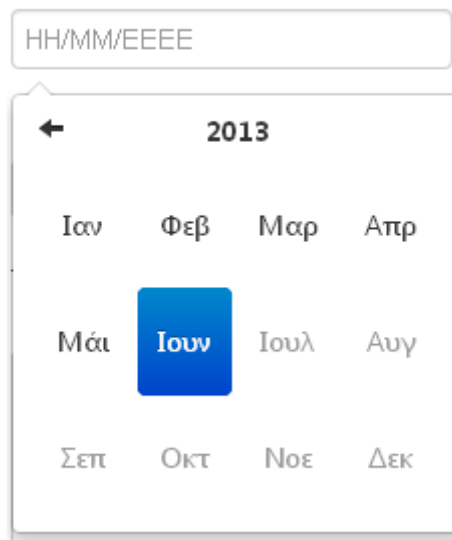 HH/MM/EEEE
2013
Ιαν Φεβ Μαρ Απρ
Μάι Ιουν Ιουλ Αυγ
Σεπ Οκτ Νοε Δεκ